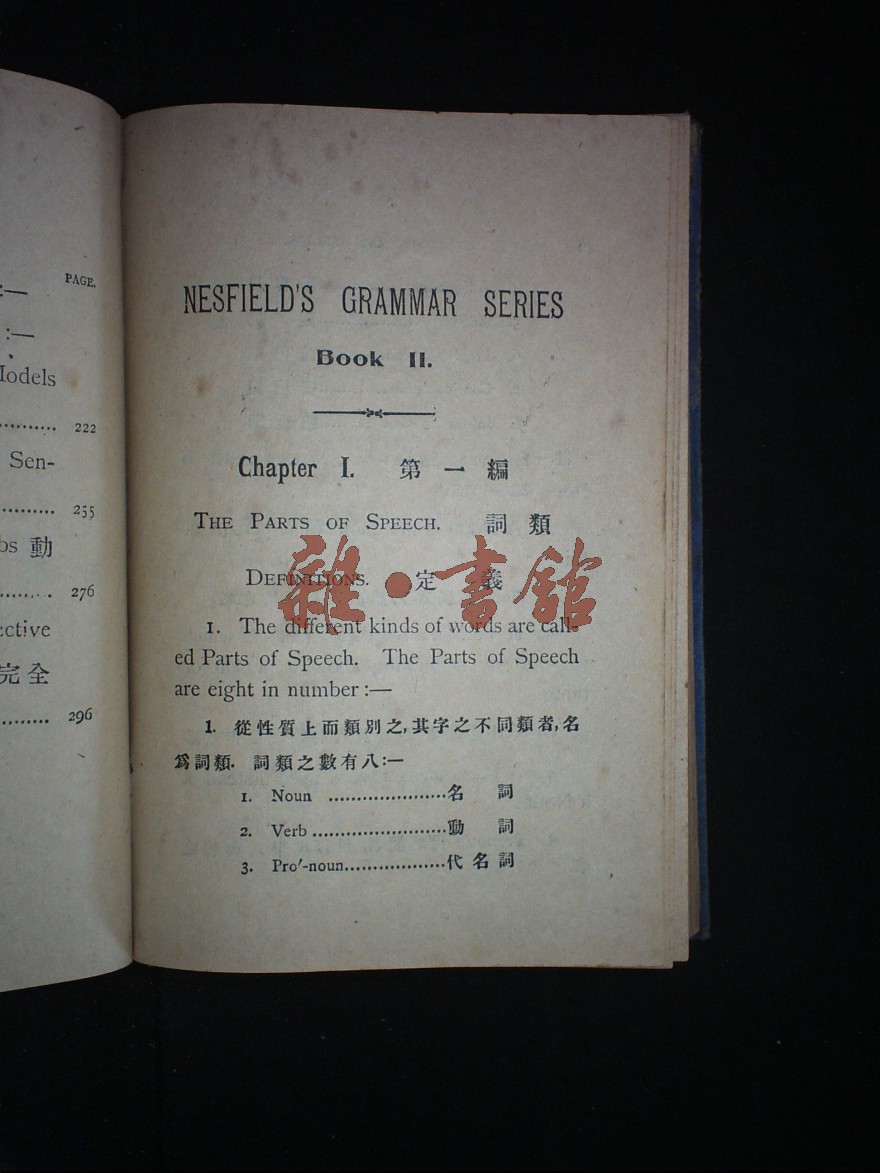 PAGE.
:—
:—
Models
.......... 222
Sen-
......... 255
bs 動
......... 276
ective
完全
......... 296
NESFIELD'S GRAMMAR SERIES
Book II.
Chapter I. 第一編
THE PARTS OF SPEECH. 詞類
DEFINITIONS. 定義
雜·書館
1. The different kinds of words are call-
ed Parts of Speech. The Parts of Speech
are eight in number:—
1. 從性質上而類別之,其字之不同類者,名
爲詞類. 詞類之數有八:—
1. Noun ......................名詞
2. Verb .........................動詞
3. Pro'-noun...................代名詞